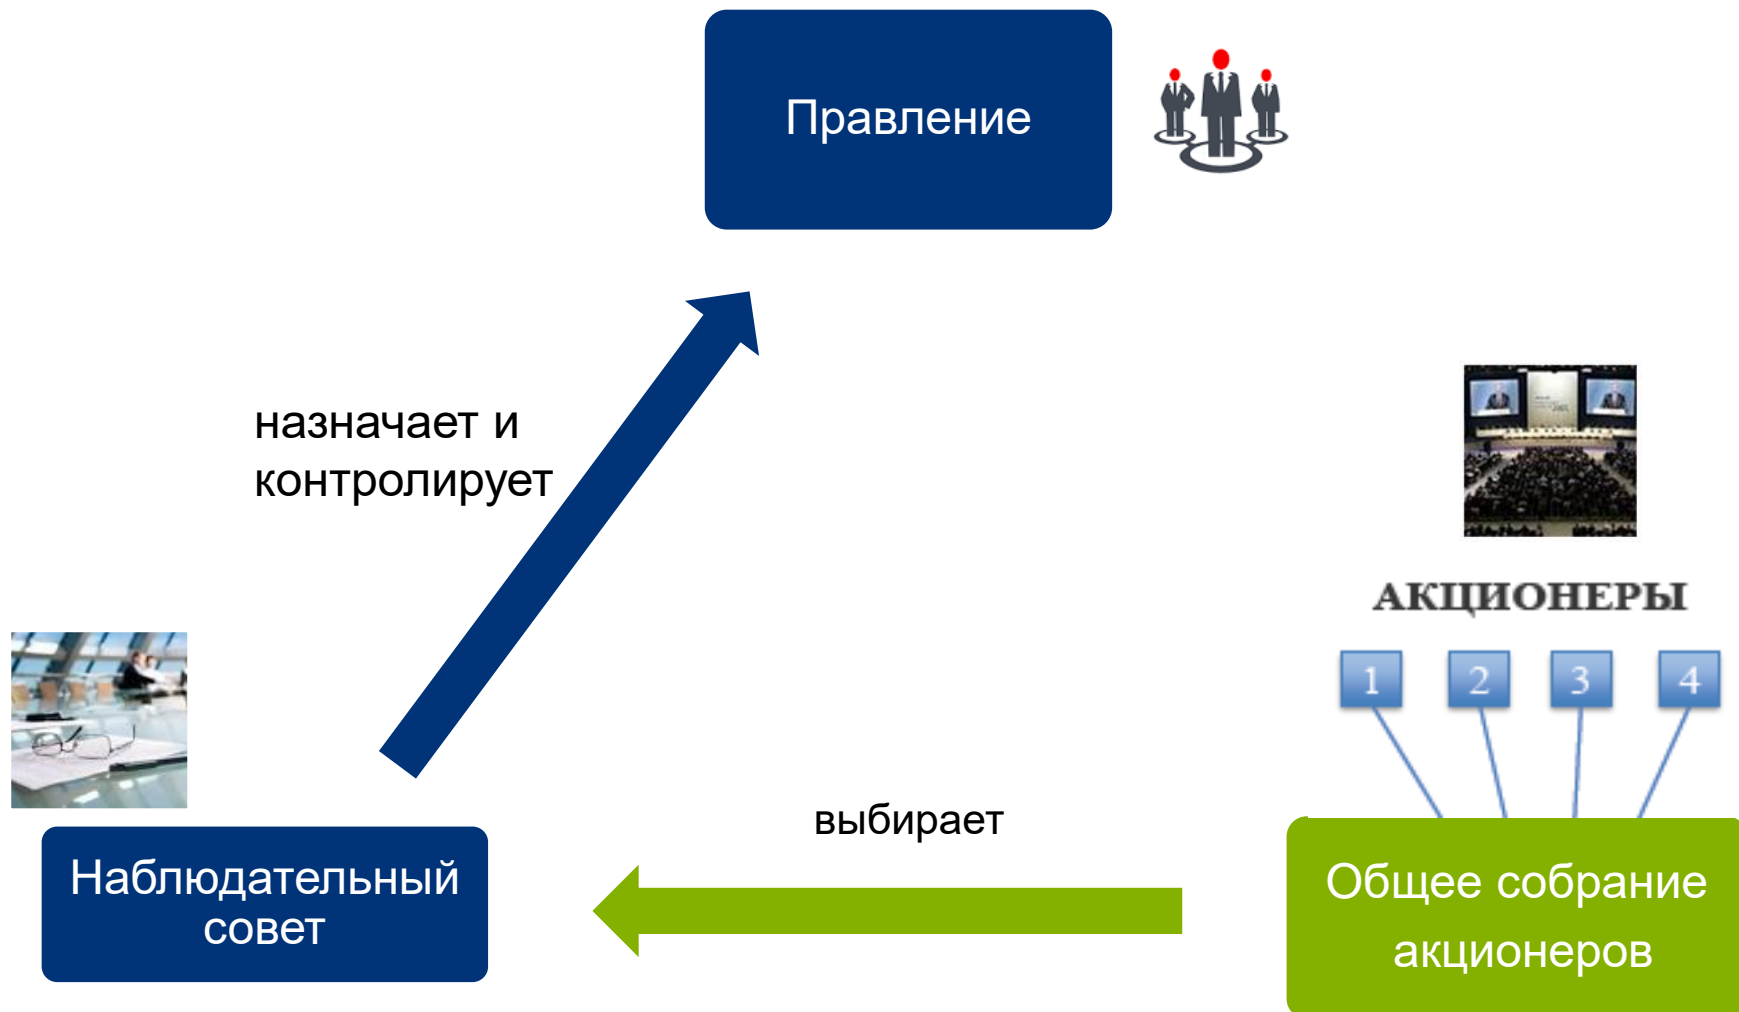 Правление
назначает и
контролирует
АКЦИОНЕРЫ
1 2 3 4
выбирает
Наблюдательный
совет
Общее собрание
акционеров